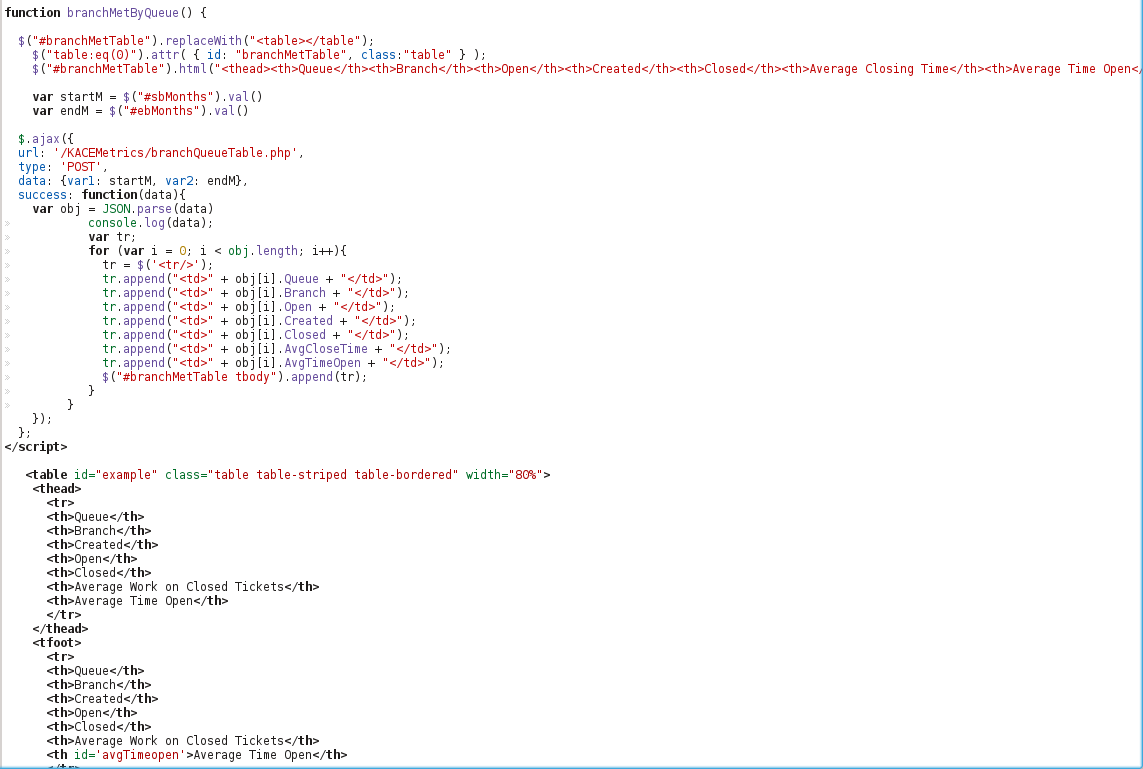 function branchMetByQueue() {
$("#branchMetTable").replaceWith("<table></table");
$("table:eq(0)").attr( { id: "branchMetTable", class:"table" } );
$("#branchMetTable").html("<thead><th>Queue</th><th>Branch</th><th>Open</th><th>Created</th><th>Closed</th><th>Average Closing Time</th><th>Average Time Open</
var startM = $("#sbMonths").val()
var endM = $("#ebMonths").val()
$.ajax({
url: '/KACEMetrics/branchQueueTable.php',
type: 'POST',
data: {var1: startM, var2: endM},
success: function(data){
var obj = JSON.parse(data)
» console.log(data);
» var tr;
» for (var i = 0; i < obj.length; i++){
» tr = $('<tr/>');
» tr.append("<td>" + obj[i].Queue + "</td>");
» tr.append("<td>" + obj[i].Branch + "</td>");
» tr.append("<td>" + obj[i].Open + "</td>");
» tr.append("<td>" + obj[i].Created + "</td>");
» tr.append("<td>" + obj[i].Closed + "</td>");
» tr.append("<td>" + obj[i].AvgCloseTime + "</td>");
» tr.append("<td>" + obj[i].AvgTimeOpen + "</td>");
» $("#branchMetTable tbody").append(tr);
» }
» }
});
};
</script>
<table id="example" class="table table-striped table-bordered" width="80%">
<thead>
<tr>
<th>Queue</th>
<th>Branch</th>
<th>Created</th>
<th>Open</th>
<th>Closed</th>
<th>Average Work on Closed Tickets</th>
<th>Average Time Open</th>
</tr>
</thead>
<tfoot>
<tr>
<th>Queue</th>
<th>Branch</th>
<th>Created</th>
<th>Open</th>
<th>Closed</th>
<th>Average Work on Closed Tickets</th>
<th id='avgTimeopen'>Average Time Open</th>
</tr>